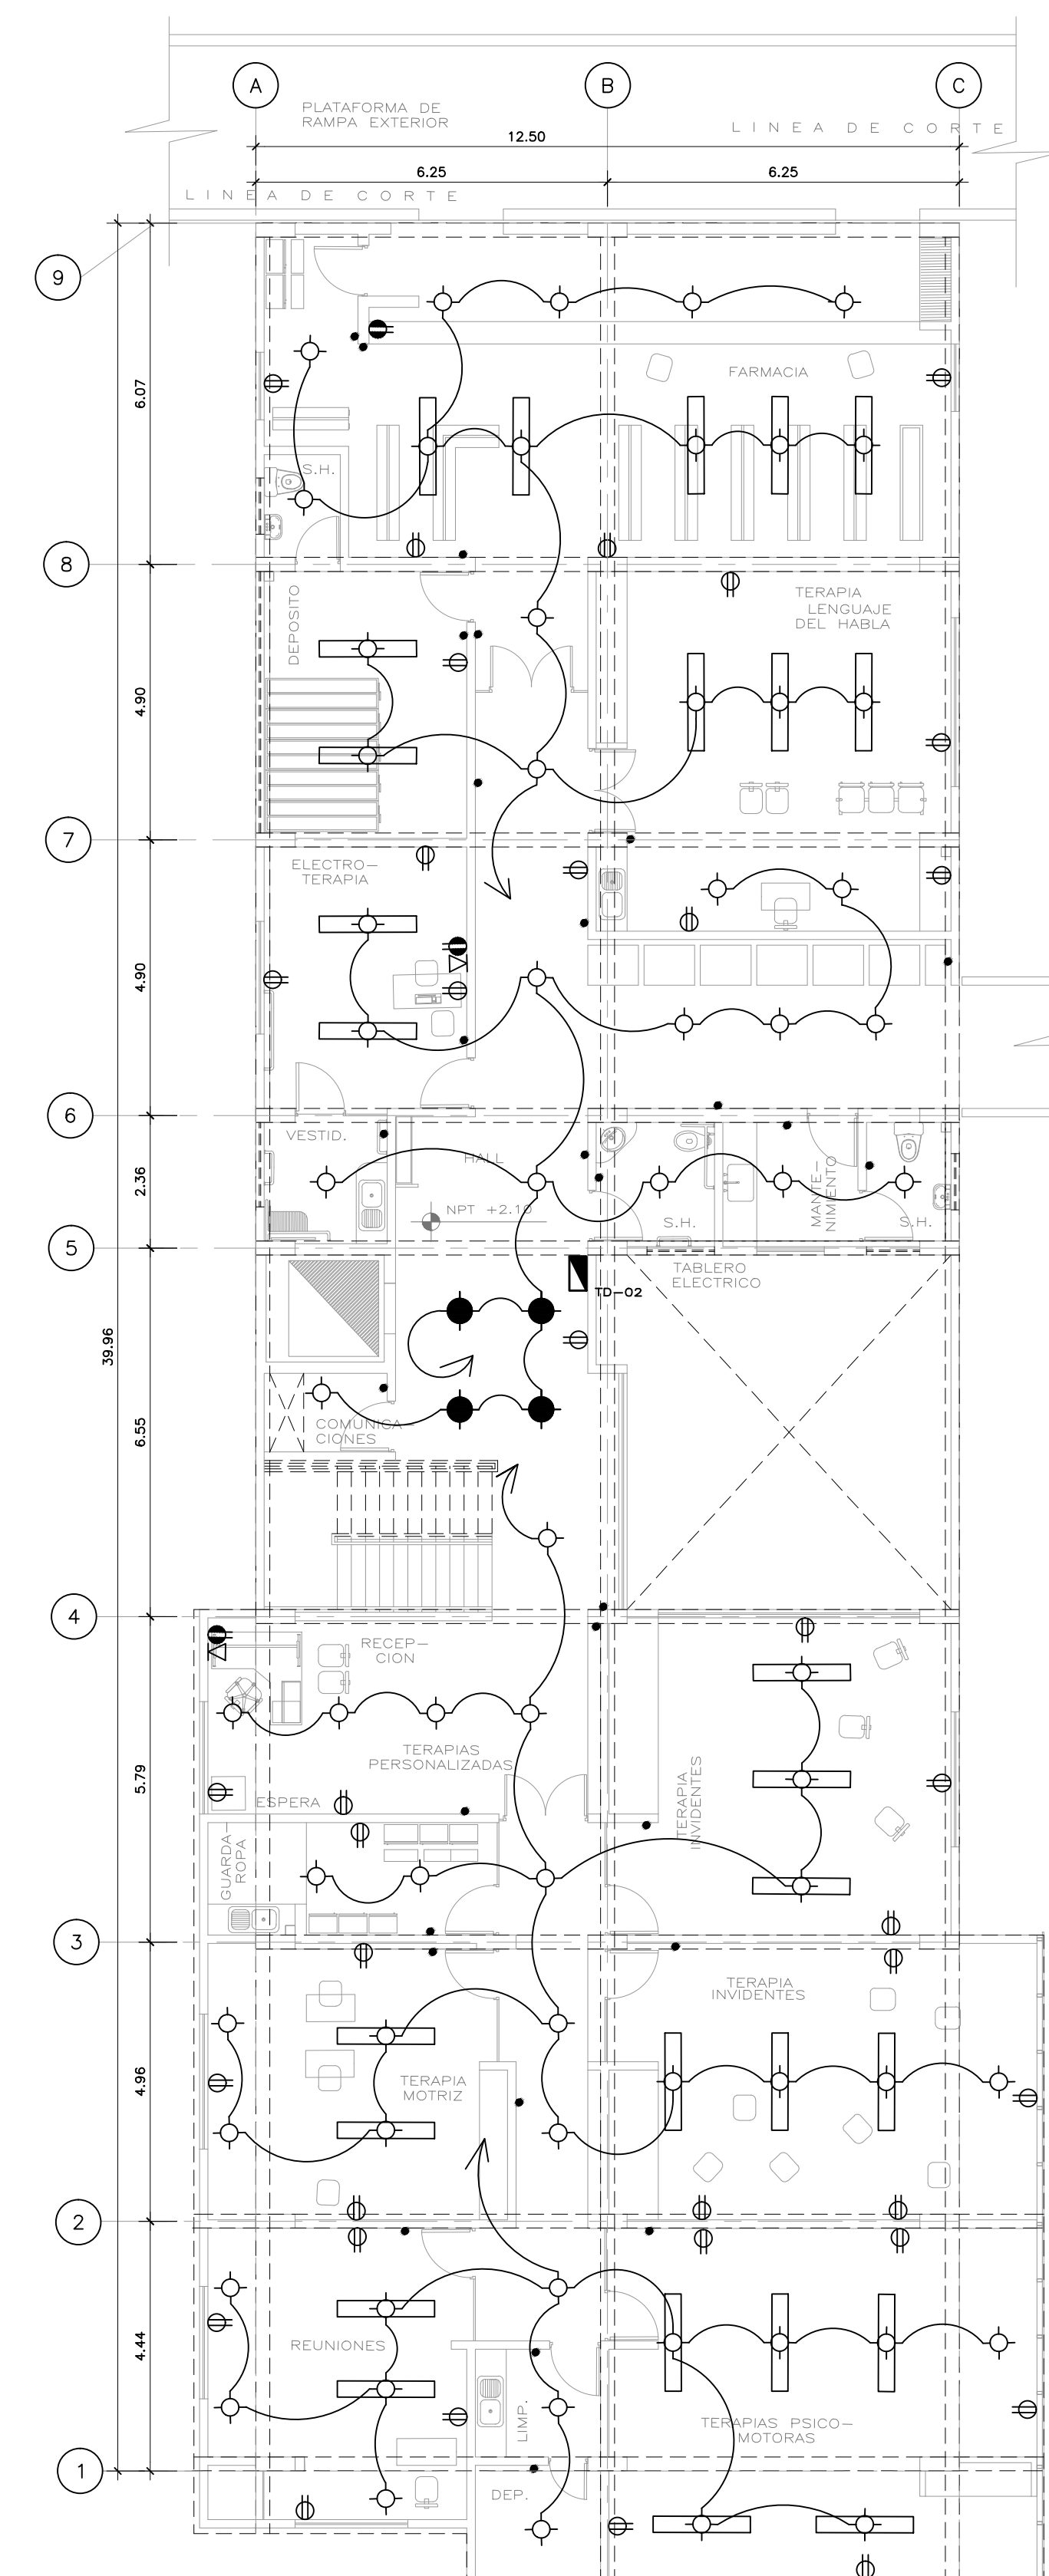 A
B
C
PLATAFORMA DE
RAMPA EXTERIOR
LINEA DE CORTE
12.50
6.25
6.25
LINEA DE CORTE
9
6.07
FARMACIA
S.H.
8
DEPOSITO
TERAPIA
LENGUAJE
DEL HABLA
4.90
7
ELECTRO-
TERAPIA
4.90
6
VESTID.
HALL
2.36
NPT +2.10
MANTE-
NIMIENTO
S.H.
S.H.
5
TABLERO
ELECTRICO
TD-02
39.96
6.55
COMUNICA-
CIONES
4
RECEP-
CION
TERAPIAS
PERSONALIZADAS
5.79
ESPERA
TERAPIA
INVIDENTES
GUARDA-
ROPA
3
TERAPIA
INVIDENTES
4.96
TERAPIA
MOTRIZ
2
4.44
REUNIONES
LIMP.
TERAPIAS PSICO-
MOTORAS
1
DEP.